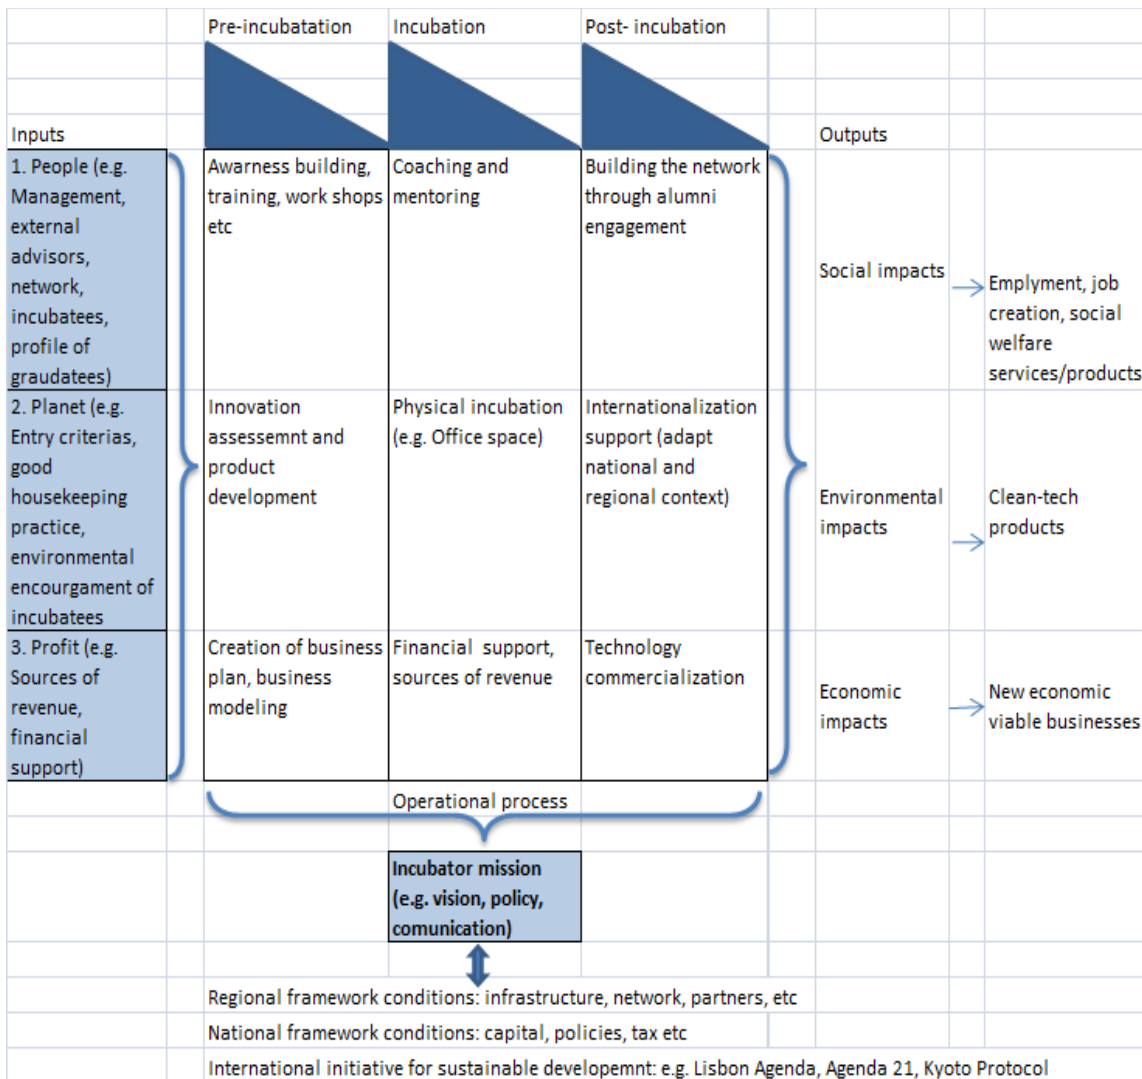 Pre-incubatation
Incubation
Post- incubation
Inputs
Outputs
1. People (e.g.
Management,
external
advisors,
network,
incubatees,
profile of
graudatees)
Awarness building,
training, work shops
etc
Coaching and
mentoring
Building the network
through alumni
engagement
Social impacts
Emplyment, job
creation, social
welfare
services/products
2. Planet (e.g.
Entry criterias,
good
housekeeping
practice,
environmental
encourgament of
incubatees
Innovation
assessemnt and
product
development
Physical incubation
(e.g. Office space)
Internationalization
support (adapt
national and
regional context)
Environmental
impacts
Clean-tech
products
3. Profit (e.g.
Sources of
revenue,
financial
support)
Creation of business
plan, business
modeling
Financial support,
sources of revenue
Technology
commercialization
Economic
impacts
New economic
viable businesses
Operational process
Incubator mission
(e.g. vision, policy,
comunication)
Regional framework conditions: infrastructure, network, partners, etc
National framework conditions: capital, policies, tax etc
International initiative for sustainable developemnt: e.g. Lisbon Agenda, Agenda 21, Kyoto Protocol